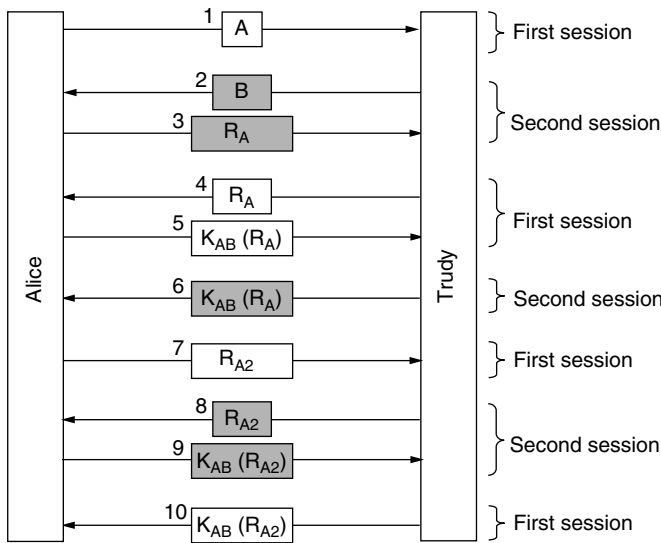 1 A First session
2 B
3 R_A Second session
4 R_A
5 K_AB (R_A) First session
6 K_AB (R_A) Second session
7 R_A2 First session
8 R_A2
9 K_AB (R_A2) Second session
10 K_AB (R_A2) First session
Alice
Trudy